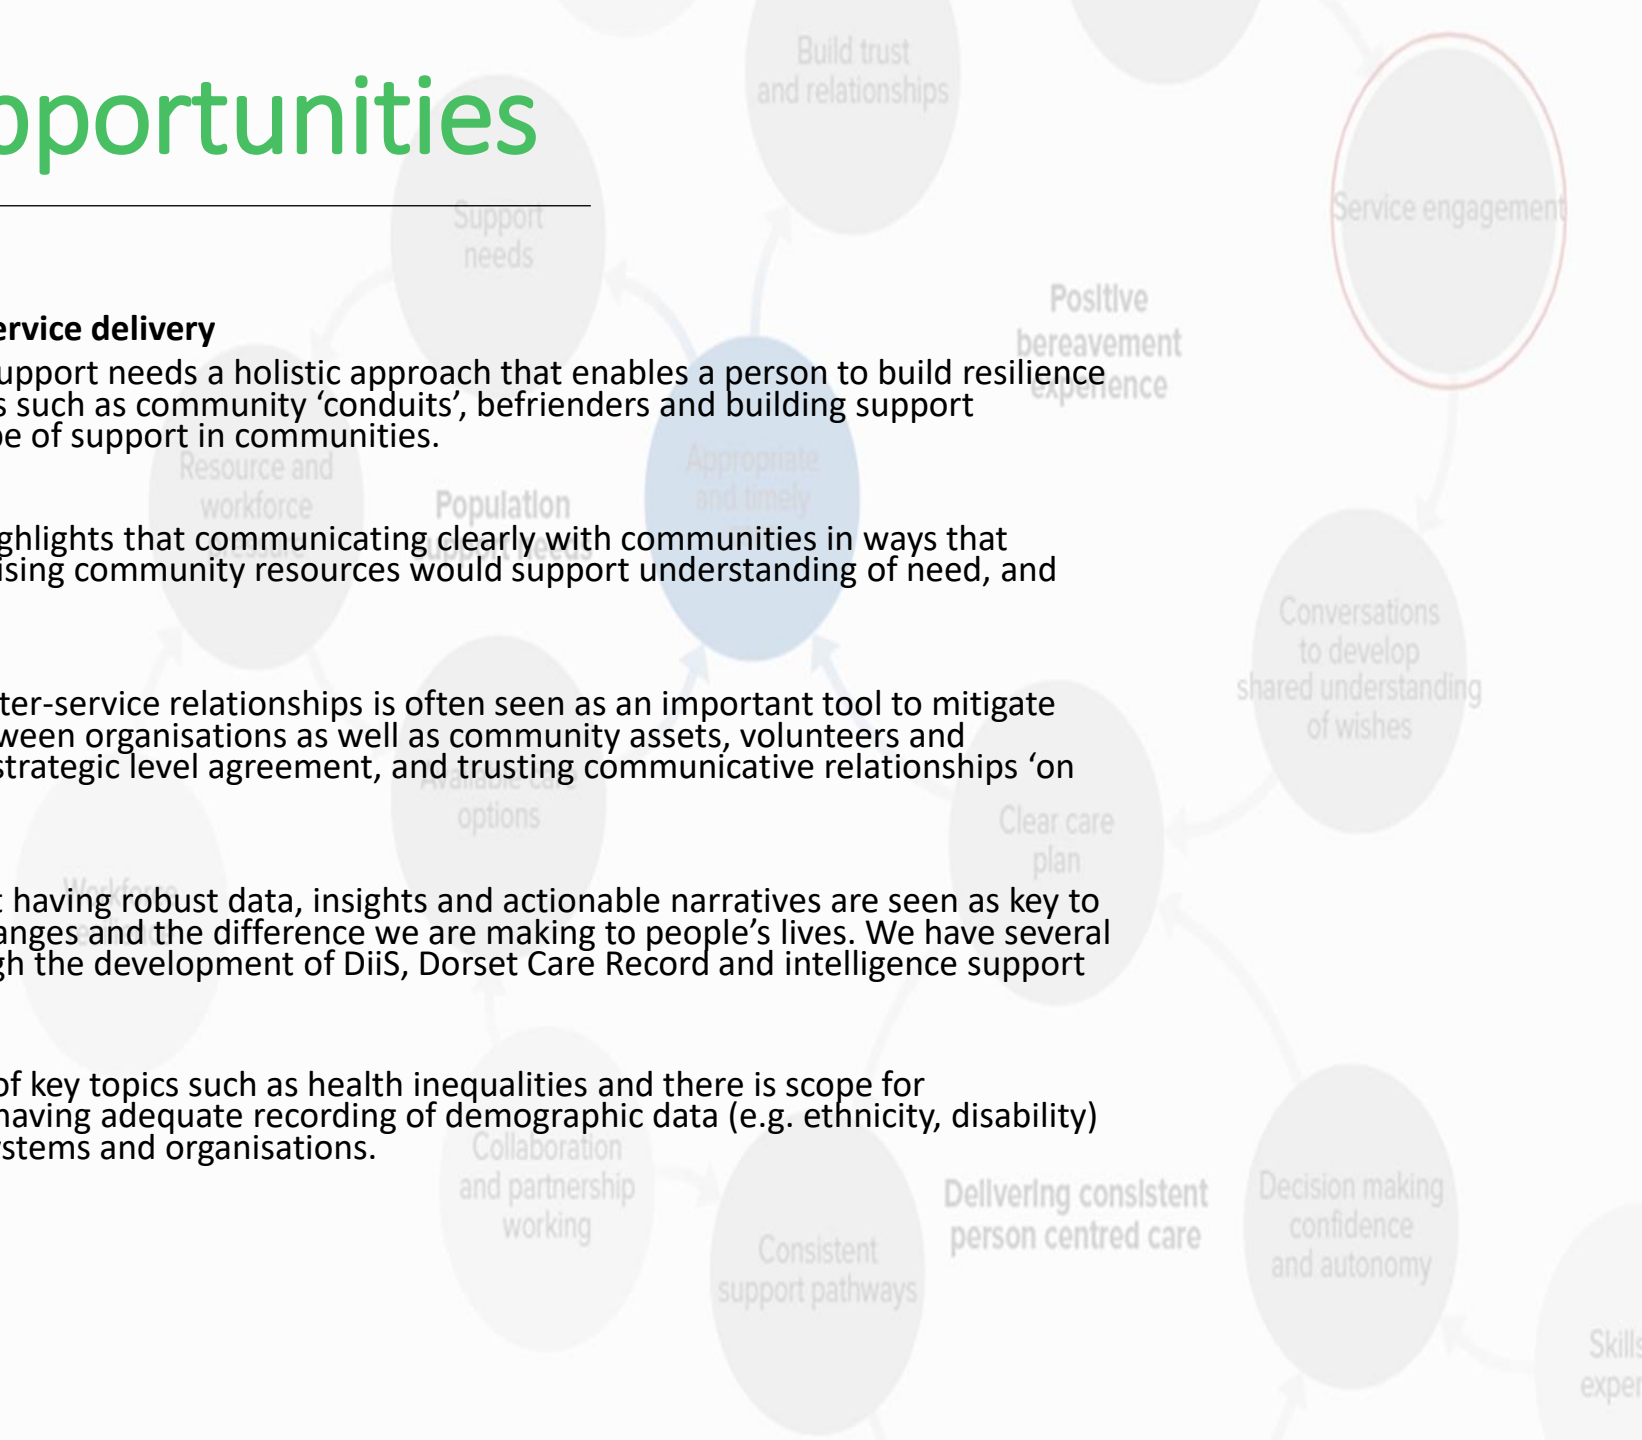 pportunities
ervice delivery
upport needs a holistic approach that enables a person to build resilience
s such as community ‘conduits’, befrienders and building support
pe of support in communities.
ghlights that communicating clearly with communities in ways that
ising community resources would support understanding of need, and
ter-service relationships is often seen as an important tool to mitigate
ween organisations as well as community assets, volunteers and
strategic level agreement, and trusting communicative relationships ‘on
t having robust data, insights and actionable narratives are seen as key to
anges and the difference we are making to people’s lives. We have several
gh the development of DiiS, Dorset Care Record and intelligence support
of key topics such as health inequalities and there is scope for
having adequate recording of demographic data (e.g. ethnicity, disability)
ystems and organisations.
Build trust
and relationships
Service engagement
Support
needs
Positive
bereavement
experience
Resource and
workforce
pressure
Population
support needs
Appropriate
and timely
Conversations
to develop
shared understanding
of wishes
Available care
options
Clear care
plan
Workforce
Collaboration
and partnership
working
Delivering consistent
person centred care
Decision making
confidence
and autonomy
Consistent
support pathways
Skills
exper